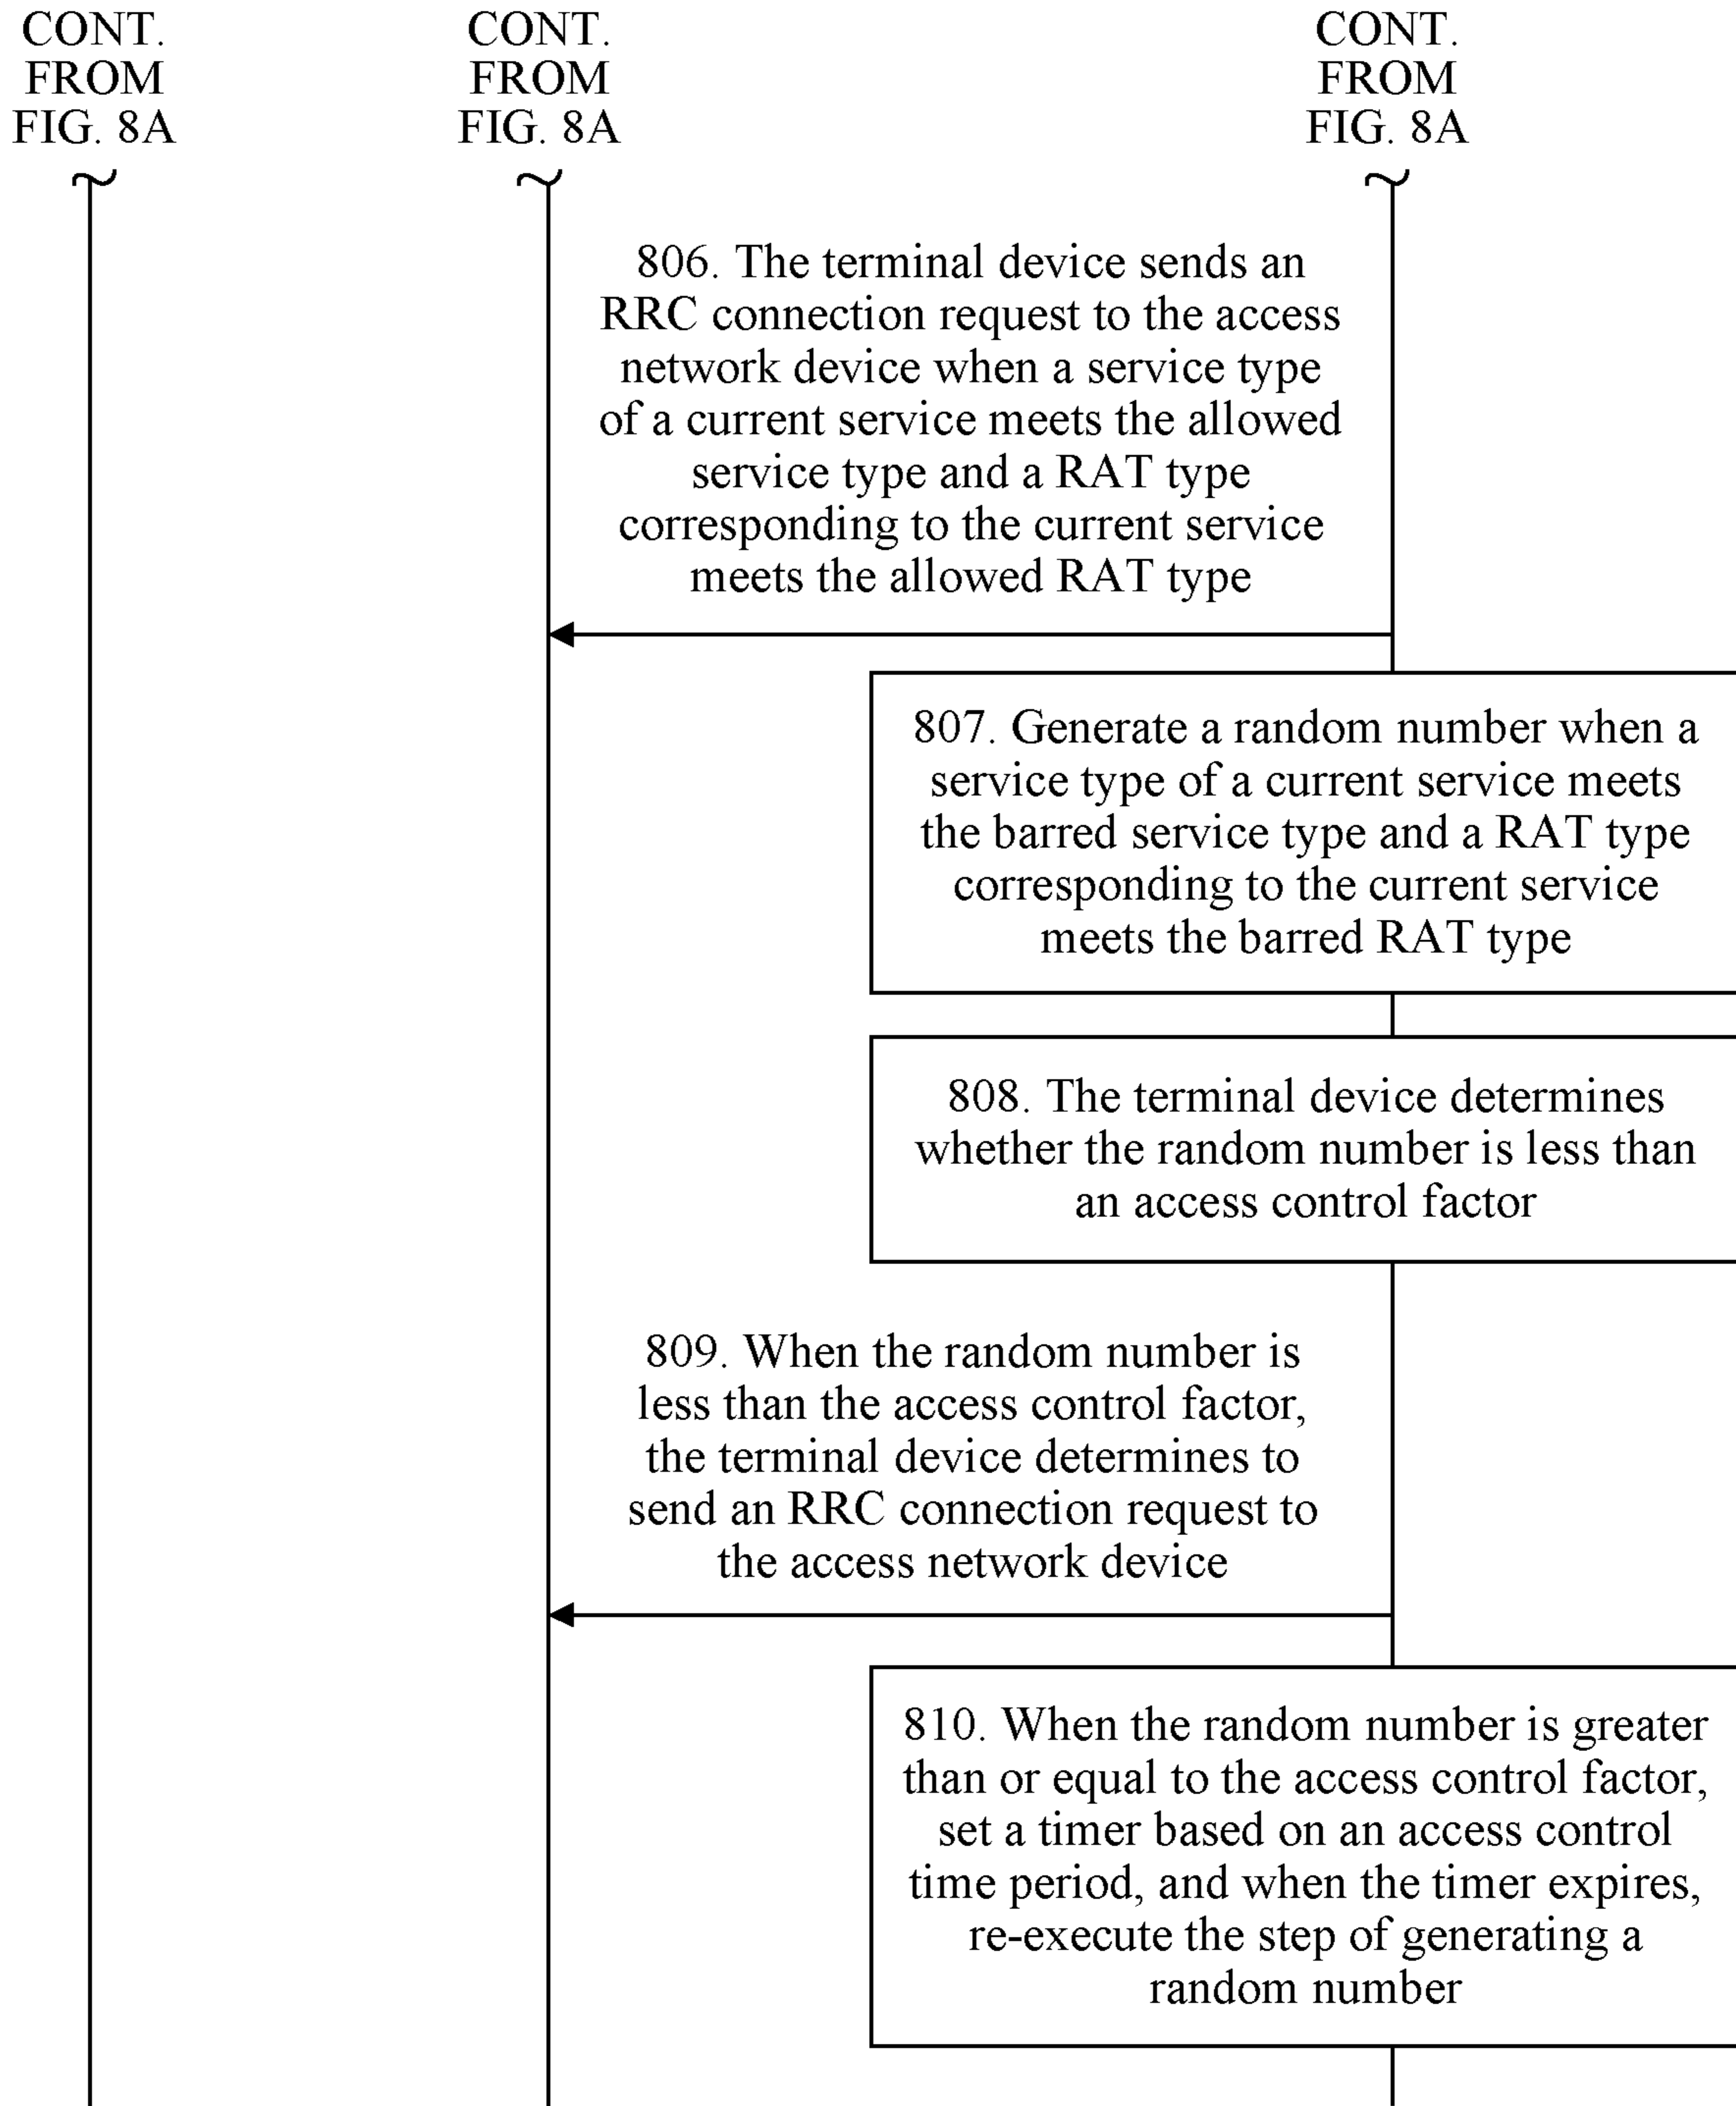 CONT.
FROM
FIG. 8A
CONT.
FROM
FIG. 8A
CONT.
FROM
FIG. 8A
806. The terminal device sends an
RRC connection request to the access
network device when a service type
of a current service meets the allowed
service type and a RAT type
corresponding to the current service
meets the allowed RAT type
807. Generate a random number when a
service type of a current service meets
the barred service type and a RAT type
corresponding to the current service
meets the barred RAT type
808. The terminal device determines
whether the random number is less than
an access control factor
809. When the random number is
less than the access control factor,
the terminal device determines to
send an RRC connection request to
the access network device
810. When the random number is greater
than or equal to the access control factor,
set a timer based on an access control
time period, and when the timer expires,
re-execute the step of generating a
random number